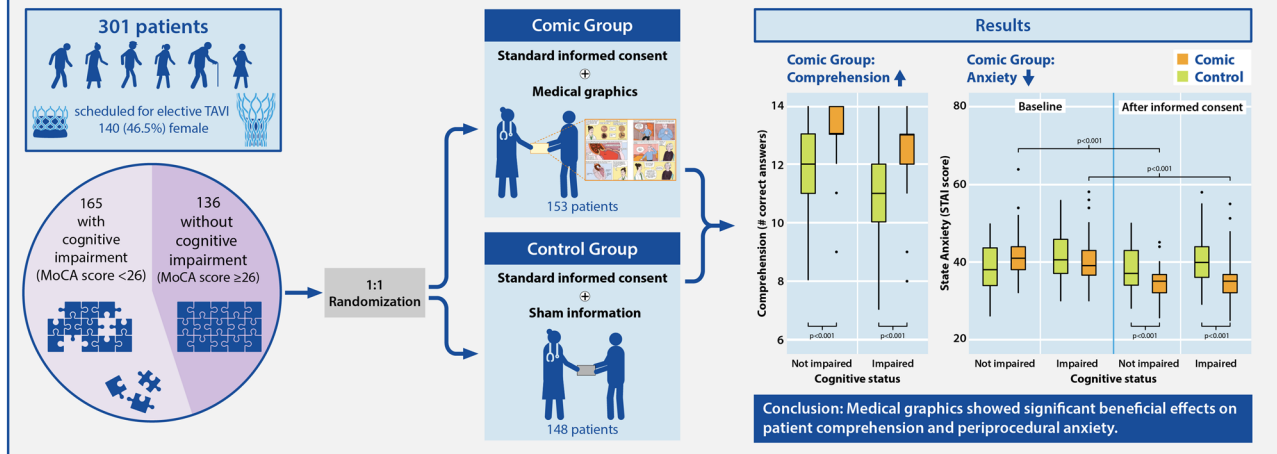 301 patients
scheduled for elective TAVI
140 (46.5%) female
165
with
cognitive
impairment
(MoCA score <26)
136
without
cognitive
impairment
(MoCA score ≥26)
1:1
Randomization
Comic Group
Standard informed consent
+
Medical graphics
153 patients
Control Group
Standard informed consent
+
Sham information
148 patients
Results
Comic Group:
Comprehension
Comprehension (# correct answers)
14
12
10
8
6
p<0.001
p<0.001
Not impaired
Impaired
Cognitive status
Comic Group:
Anxiety
Comic
Control
State Anxiety (STAI score)
80
60
40
20
Baseline
After informed consent
p<0.001
p<0.001
p<0.001
p<0.001
Not impaired
Impaired
Not impaired
Impaired
Cognitive status
Conclusion: Medical graphics showed significant beneficial effects on
patient comprehension and periprocedural anxiety.